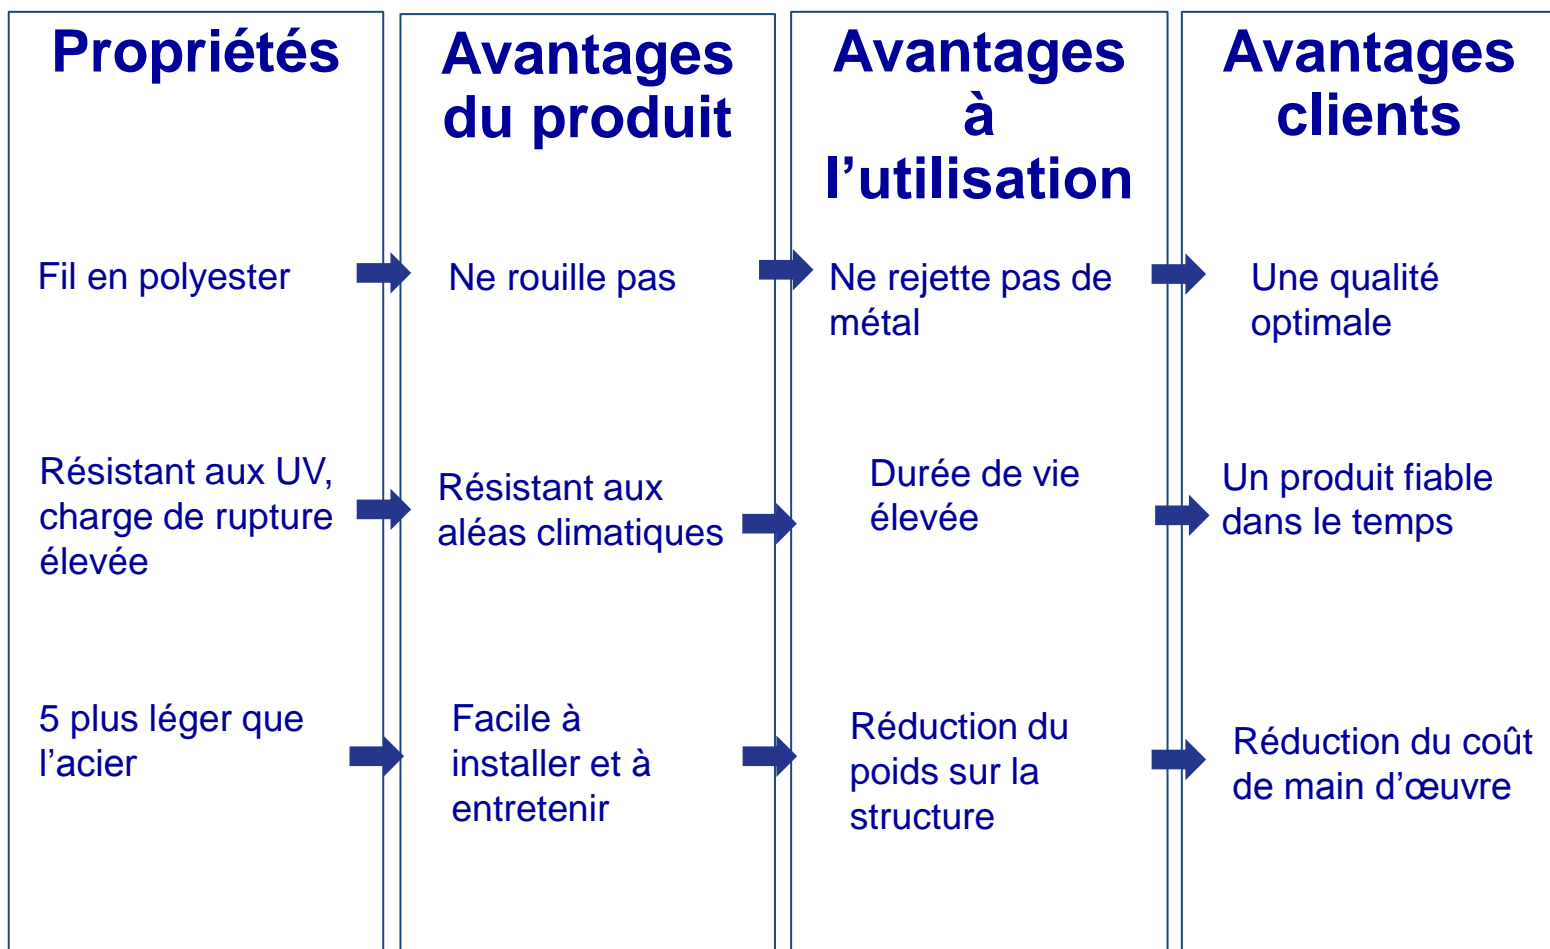 Propriétés
Avantages
du produit
Avantages
à
l’utilisation
Avantages
clients
Fil en polyester
Ne rouille pas
Ne rejette pas de
métal
Une qualité
optimale
Résistant aux UV,
charge de rupture
élevée
Résistant aux
aléas climatiques
Durée de vie
élevée
Un produit fiable
dans le temps
5 plus léger que
l’acier
Facile à
installer et à
entretenir
Réduction du
poids sur la
structure
Réduction du coût
de main d’œuvre